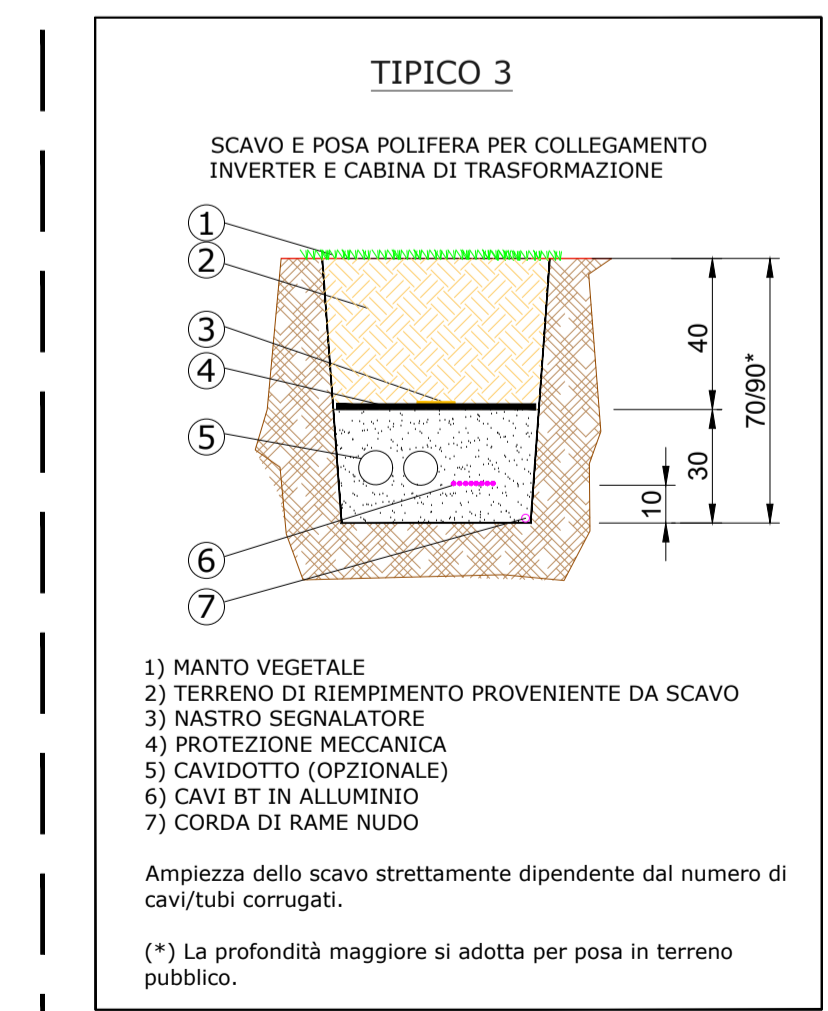 TIPICO 3
SCAVO E POSA POLIFERA PER COLLEGAMENTO
INVERTER E CABINA DI TRASFORMAZIONE
1
2
3
4
5
6
7
40
30
10
70/90*
1) MANTO VEGETALE
2) TERRENO DI RIEMPIMENTO PROVENIENTE DA SCAVO
3) NASTRO SEGNALATORE
4) PROTEZIONE MECCANICA
5) CAVIDOTTO (OPZIONALE)
6) CAVI BT IN ALLUMINIO
7) CORDA DI RAME NUDO
Ampiezza dello scavo strettamente dipendente dal numero di
cavi/tubi corrugati.
(*) La profondità maggiore si adotta per posa in terreno
pubblico.